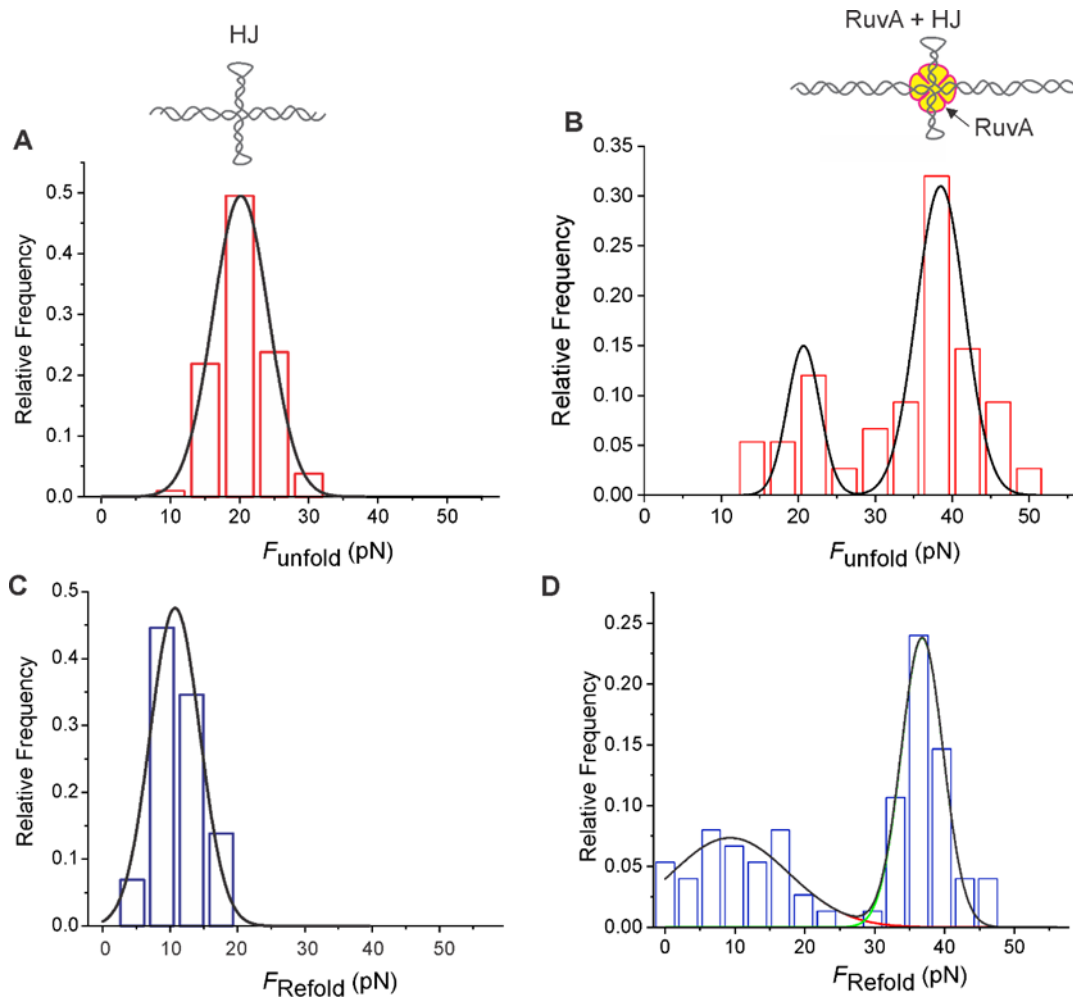 HJ
A
0.5
0.4
0.3
0.2
0.1
0.0
Relative Frequency
0 10 20 30 40 50
Funfold (pN)
RuvA + HJ
RuvA
B
0.35
0.30
0.25
0.20
0.15
0.10
0.05
0.00
Relative Frequency
0 10 20 30 40 50
Funfold (pN)
C
0.5
0.4
0.3
0.2
0.1
0.0
Relative Frequency
0 10 20 30 40 50
FRefold (pN)
D
0.25
0.20
0.15
0.10
0.05
0.00
Relative Frequency
0 10 20 30 40 50
FRefold (pN)